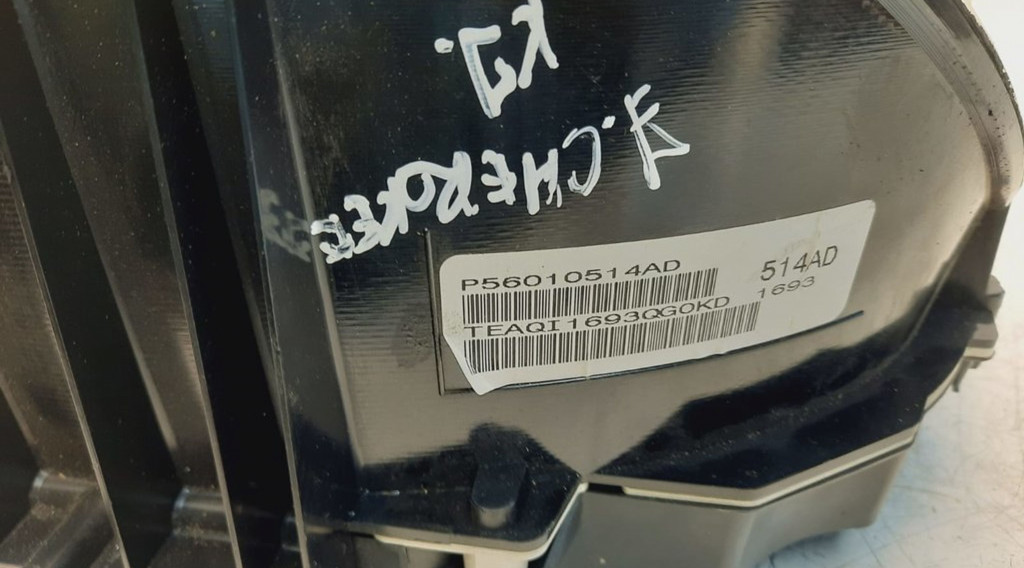 J.CHEROKEE
KJ.
P56010514AD 514AD
TEAQI1693QG0KD 1693